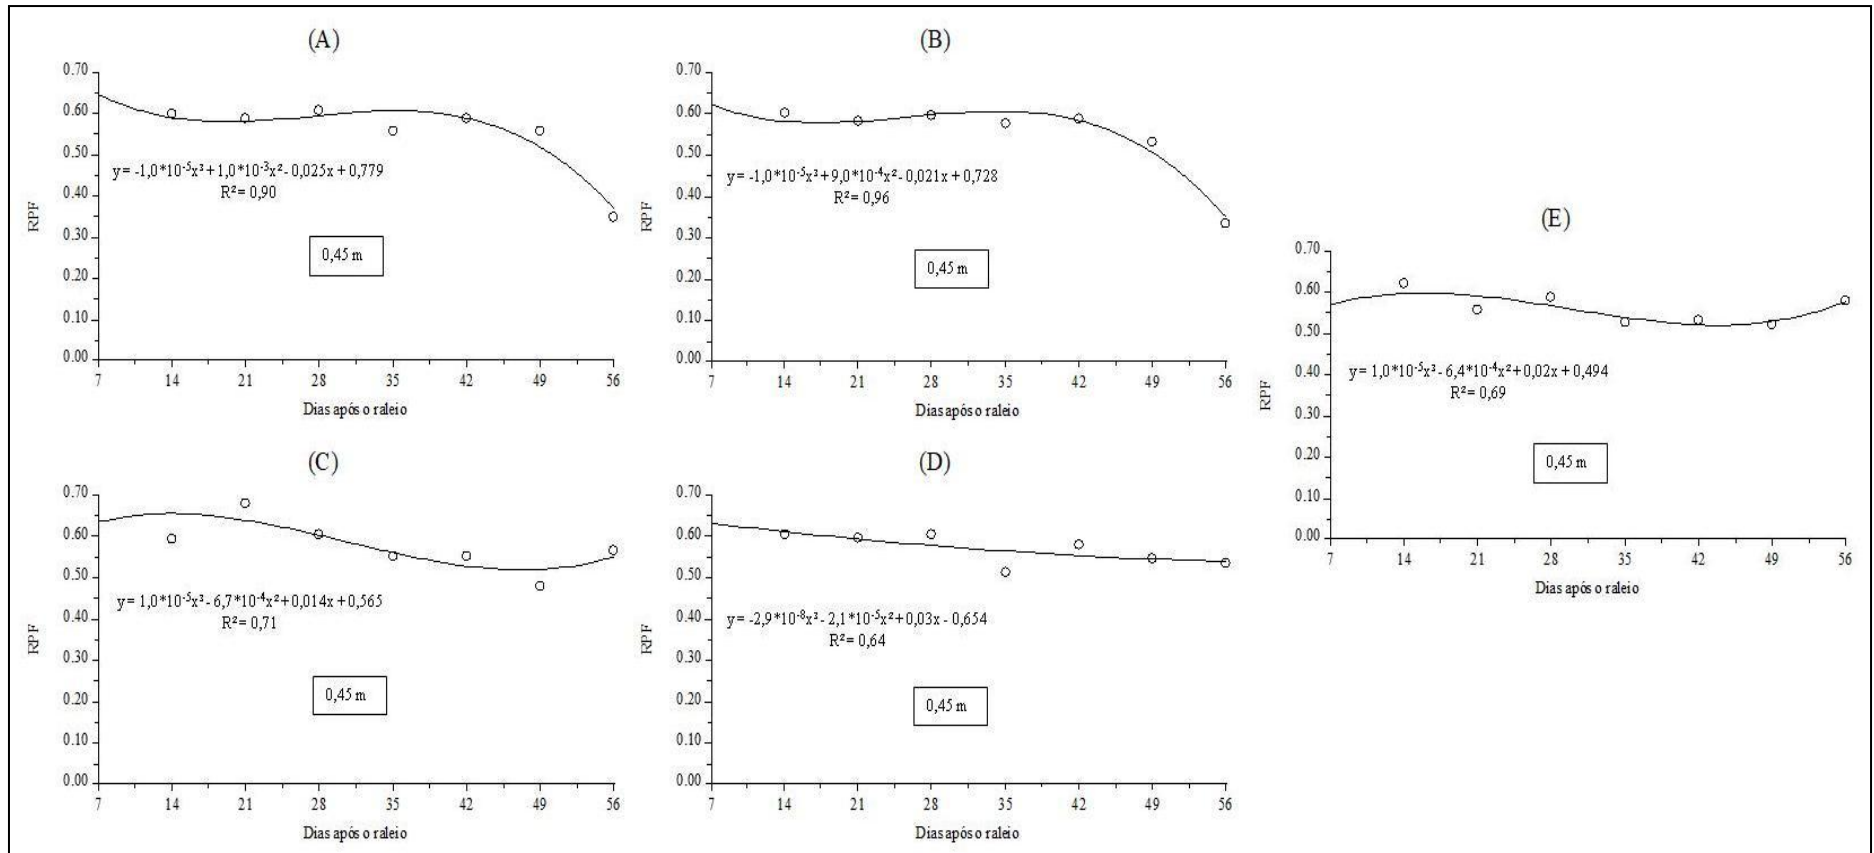 (A)
0.70
0.60
0.50
0.40
0.30
0.20
0.10
0.00
RPF
y = -1,0*10⁻⁵x³ + 1,0*10⁻³x² - 0,025x + 0,779
R² = 0,90
0,45 m
7 14 21 28 35 42 49 56
Dias após o raleio
(B)
0.70
0.60
0.50
0.40
0.30
0.20
0.10
0.00
RPF
y = -1,0*10⁻⁵x³ + 9,0*10⁻⁴x² - 0,021x + 0,728
R² = 0,96
0,45 m
7 14 21 28 35 42 49 56
Dias após o raleio
(C)
0.70
0.60
0.50
0.40
0.30
0.20
0.10
0.00
RPF
y = 1,0*10⁻⁵x³ - 6,7*10⁻⁴x² + 0,014x + 0,565
R² = 0,71
0,45 m
7 14 21 28 35 42 49 56
Dias após o raleio
(D)
0.70
0.60
0.50
0.40
0.30
0.20
0.10
0.00
RPF
y = -2,9*10⁻⁸x³ - 2,1*10⁻⁵x² + 0,03x - 0,654
R² = 0,64
0,45 m
7 14 21 28 35 42 49 56
Dias após o raleio
(E)
0.70
0.60
0.50
0.40
0.30
0.20
0.10
0.00
RPF
y = 1,0*10⁻⁵x³ - 6,4*10⁻⁴x² + 0,02x + 0,494
R² = 0,69
0,45 m
7 14 21 28 35 42 49 56
Dias após o raleio